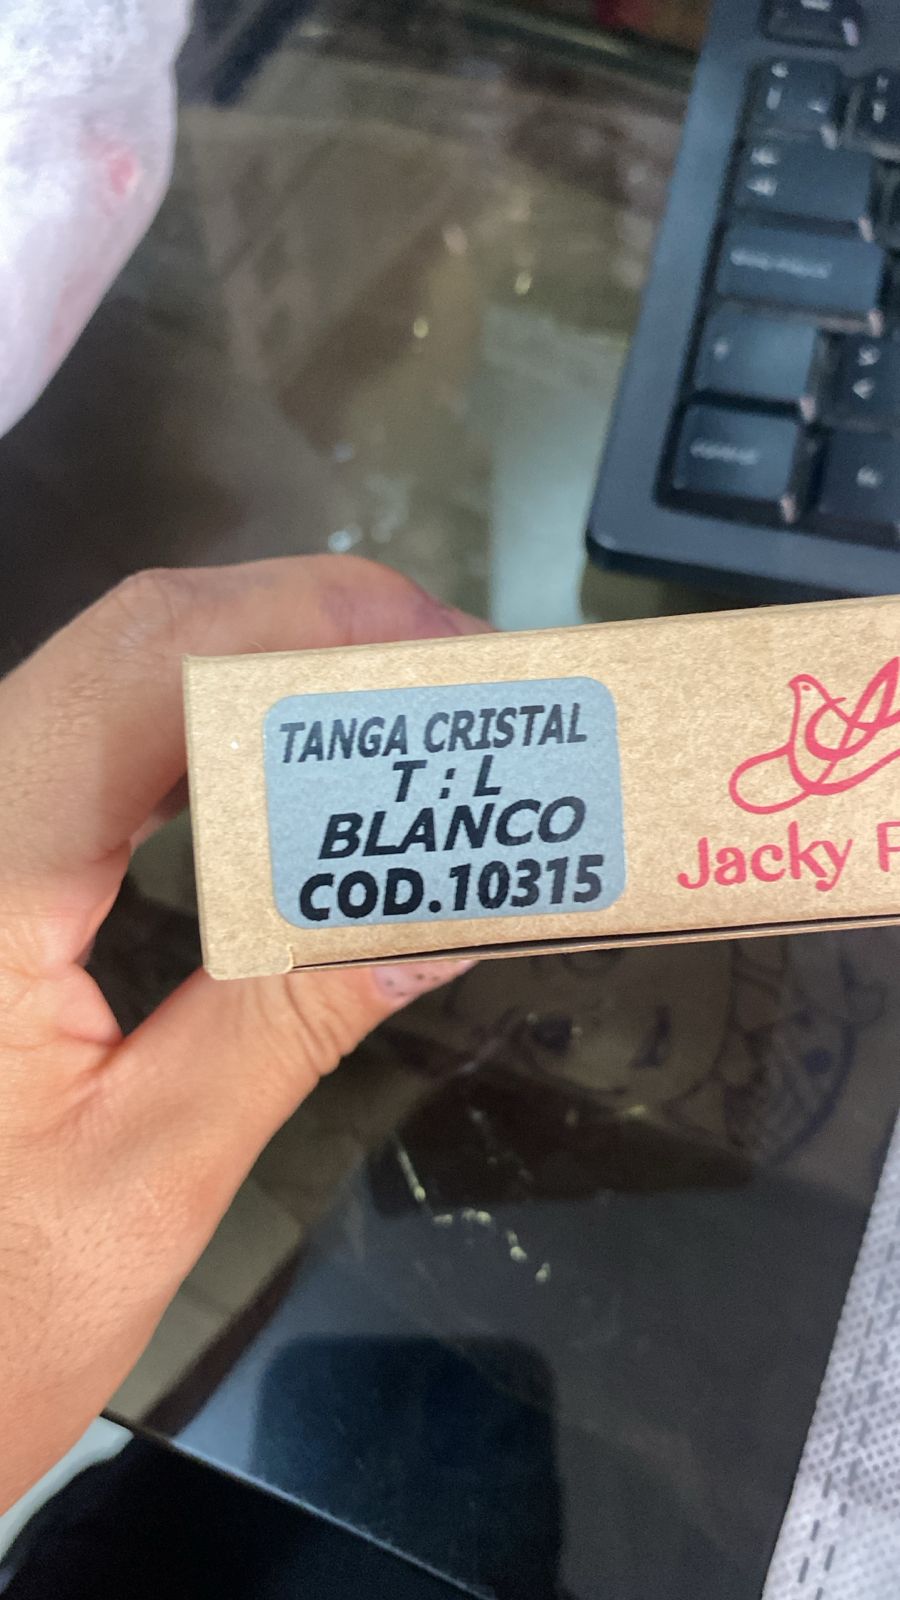 TANGA CRISTAL
T : L
BLANCO
COD.10315
Jacky